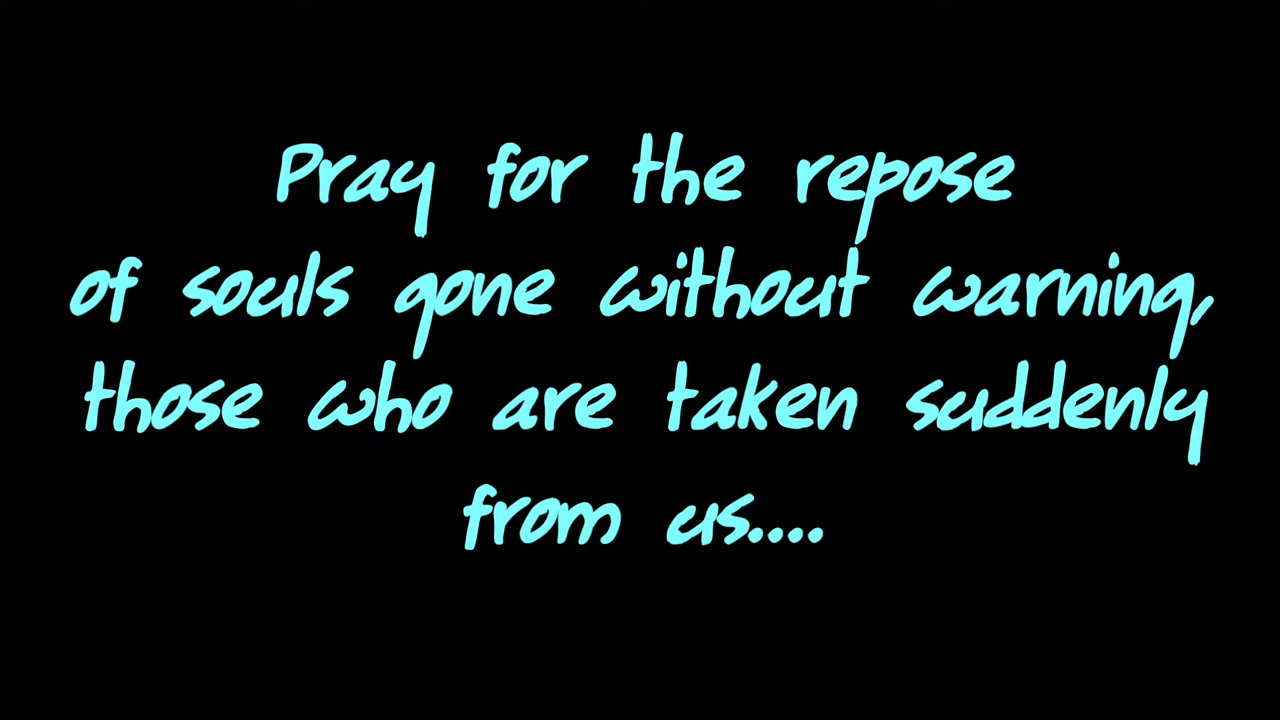 Pray for the repose
of souls gone without warning,
those who are taken suddenly
from us....